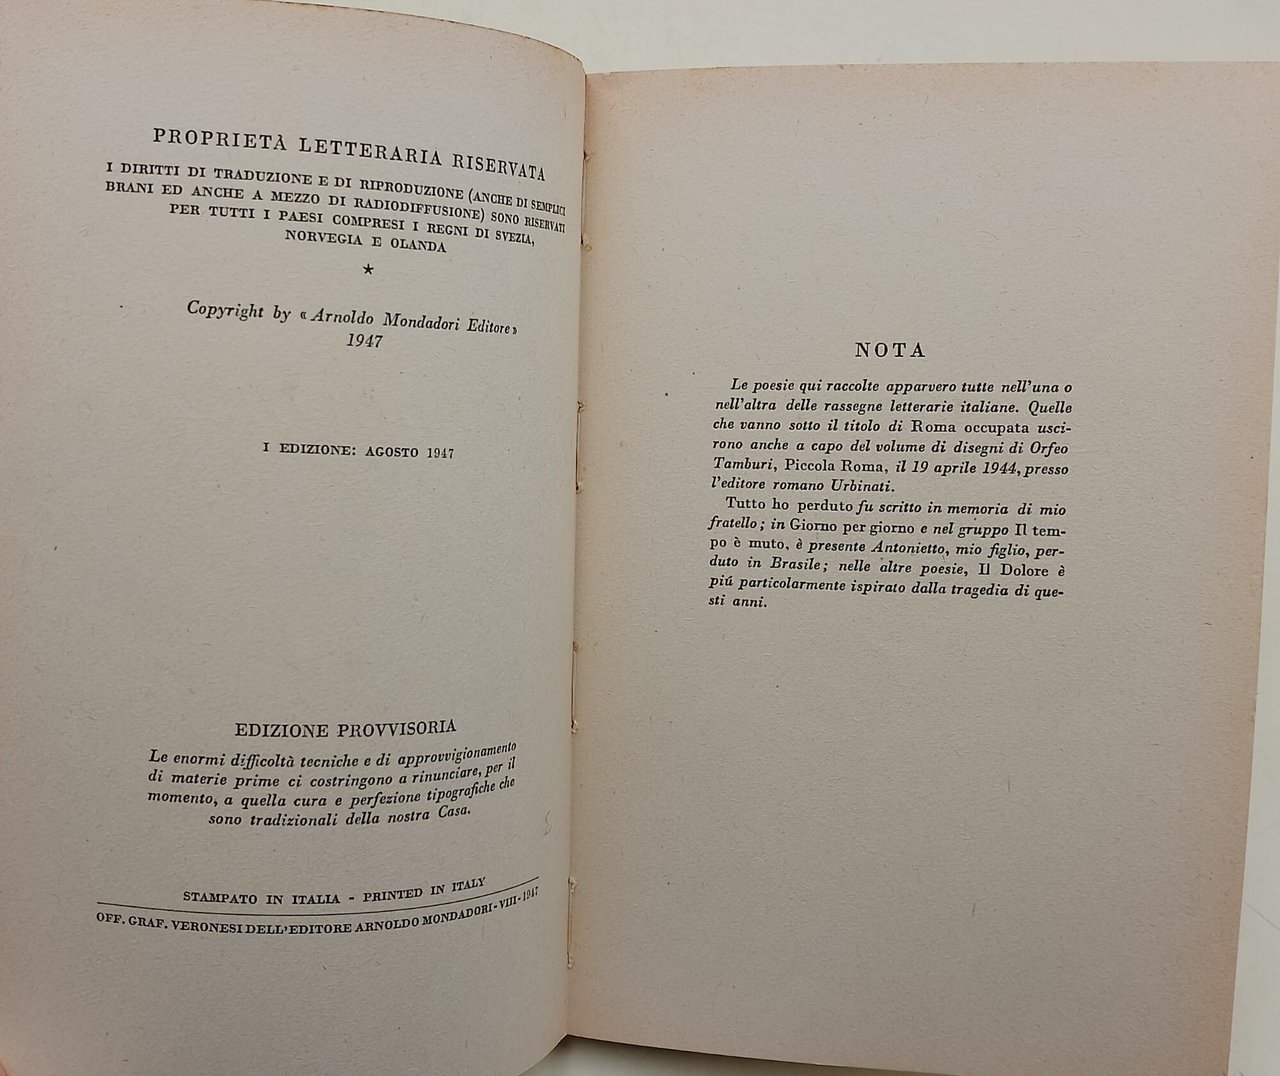 PROPRIETÀ LETTERARIA RISERVATA
I DIRITTI DI TRADUZIONE E DI RIPRODUZIONE (ANCHE DI SEMPLICI
BRANI ED ANCHE A MEZZO DI RADIODIFFUSIONE) SONO RISERVATI
PER TUTTI I PAESI COMPRESI I REGNI DI SVEZIA,
NORVEGIA E OLANDA
★
Copyright by « Arnoldo Mondadori Editore »
1947
I EDIZIONE: AGOSTO 1947
EDIZIONE PROVVISORIA
Le enormi difficoltà tecniche e di approvvigionamento
di materie prime ci costringono a rinunciare, per il
momento, a quella cura e perfezione tipografiche che
sono tradizionali della nostra Casa.
STAMPATO IN ITALIA - PRINTED IN ITALY
OFF. GRAF. VERONESI DELL'EDITORE ARNOLDO MONDADORI - VIII - 1947
NOTA
Le poesie qui raccolte apparvero tutte nell'una o
nell'altra delle rassegne letterarie italiane. Quelle
che vanno sotto il titolo di Roma occupata usci-
rono anche a capo del volume di disegni di Orfeo
Tamburi, Piccola Roma, il 19 aprile 1944, presso
l'editore romano Urbinati.
Tutto ho perduto fu scritto in memoria di mio
fratello; in Giorno per giorno e nel gruppo Il tem-
po è muto, è presente Antonietto, mio figlio, per-
duto in Brasile; nelle altre poesie, Il Dolore è
piú particolarmente ispirato dalla tragedia di que-
sti anni.